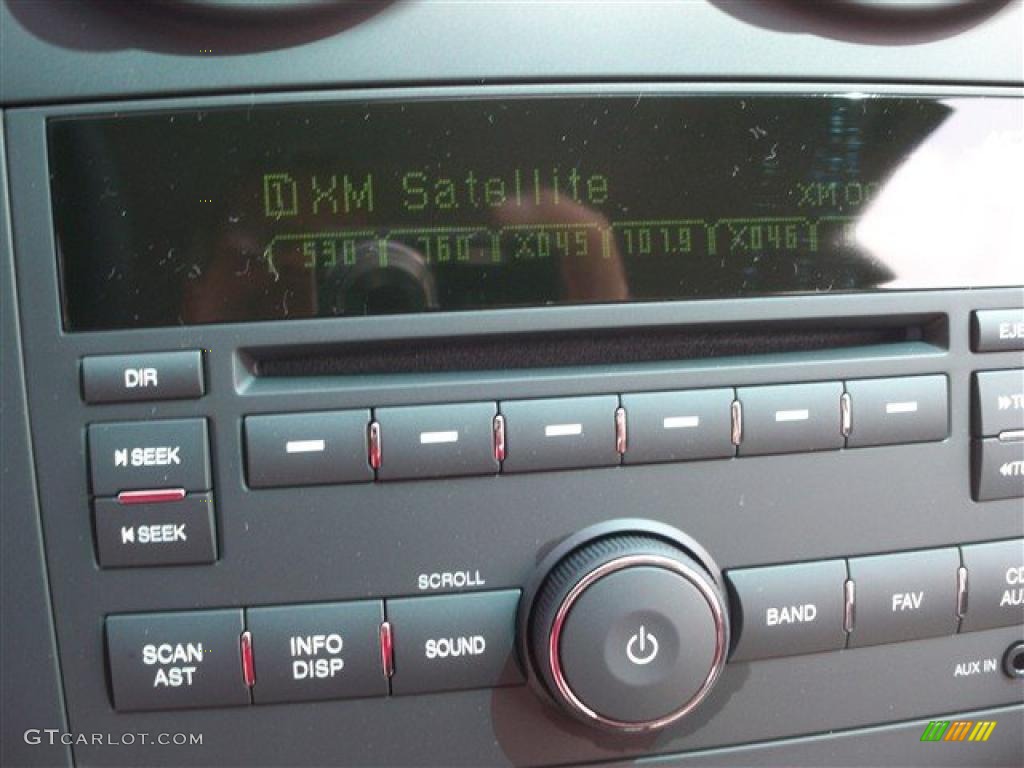 1 XM Satellite
530 760 X045 107.9 X046
DIR
SEEK
SEEK
SCROLL
SCAN AST
INFO DISP
SOUND
BAND
FAV
AUX IN
GTCARLOT.COM